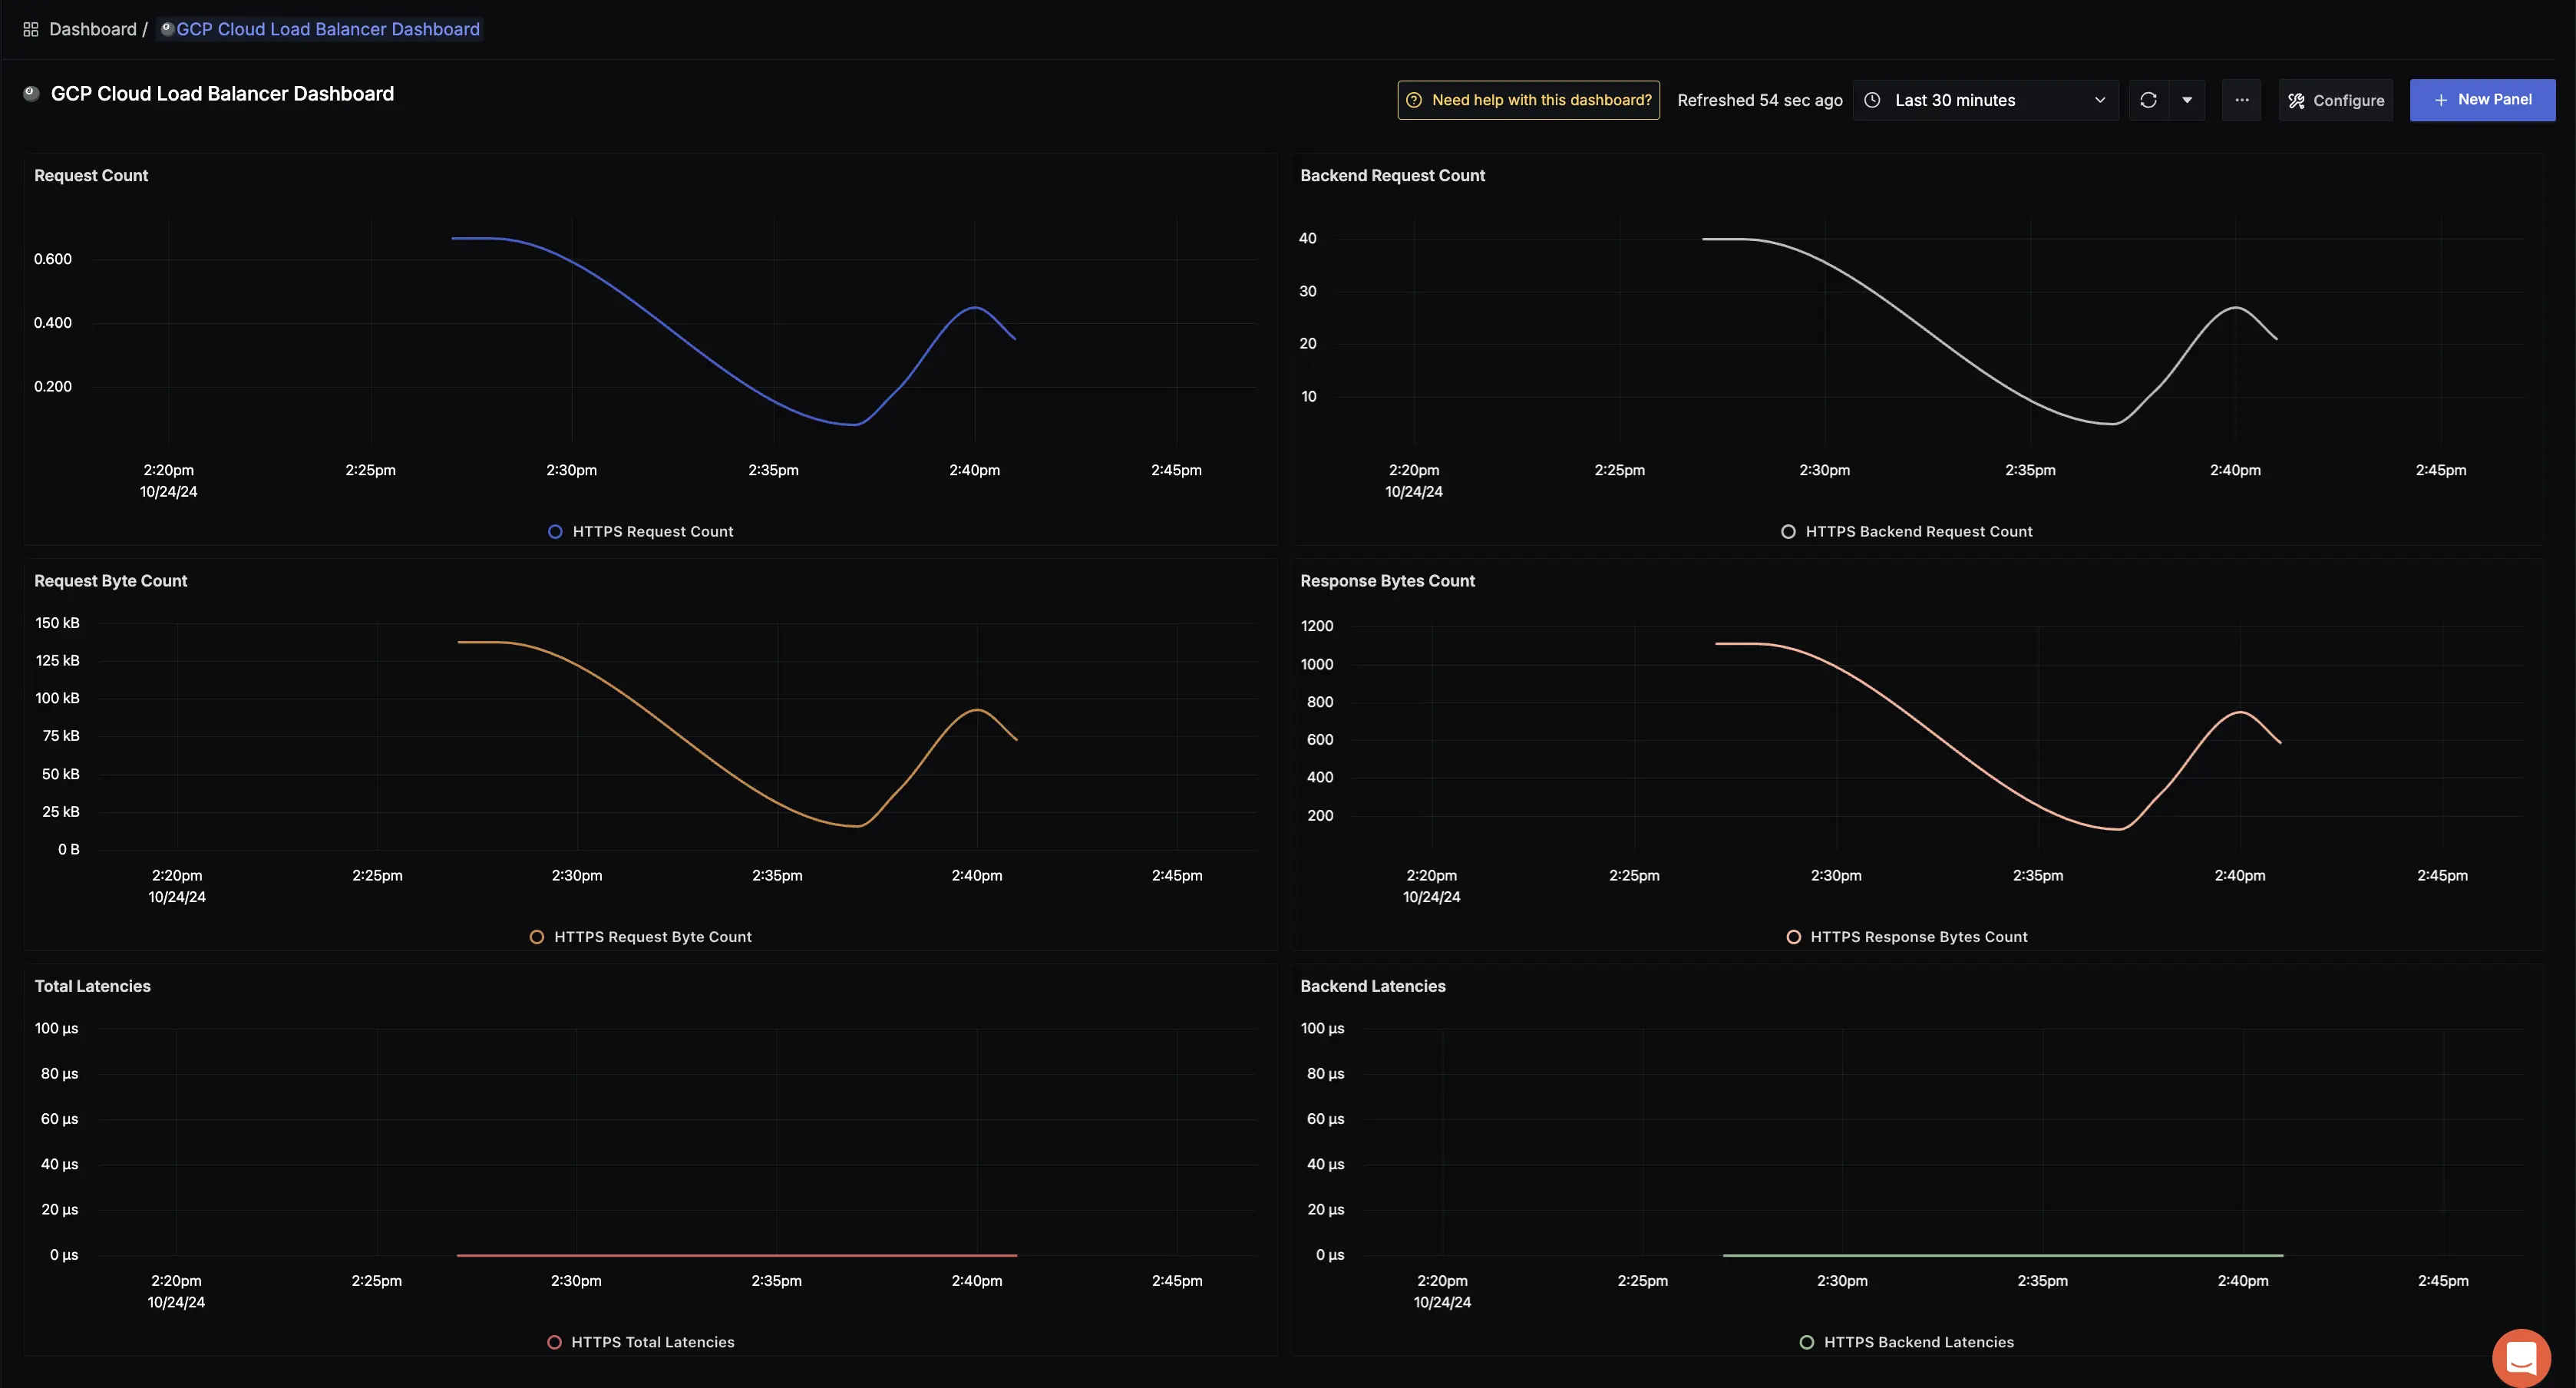 Dashboard / GCP Cloud Load Balancer Dashboard
GCP Cloud Load Balancer Dashboard
Need help with this dashboard? Refreshed 54 sec ago Last 30 minutes Configure + New Panel
Request Count
0.600
0.400
0.200
2:20pm 2:25pm 2:30pm 2:35pm 2:40pm 2:45pm
10/24/24
HTTPS Request Count
Backend Request Count
40
30
20
10
2:20pm 2:25pm 2:30pm 2:35pm 2:40pm 2:45pm
10/24/24
HTTPS Backend Request Count
Request Byte Count
150 kB
125 kB
100 kB
75 kB
50 kB
25 kB
0 B
2:20pm 2:25pm 2:30pm 2:35pm 2:40pm 2:45pm
10/24/24
HTTPS Request Byte Count
Response Bytes Count
1200
1000
800
600
400
200
2:20pm 2:25pm 2:30pm 2:35pm 2:40pm 2:45pm
10/24/24
HTTPS Response Bytes Count
Total Latencies
100 µs
80 µs
60 µs
40 µs
20 µs
0 µs
2:20pm 2:25pm 2:30pm 2:35pm 2:40pm 2:45pm
10/24/24
HTTPS Total Latencies
Backend Latencies
100 µs
80 µs
60 µs
40 µs
20 µs
0 µs
2:20pm 2:25pm 2:30pm 2:35pm 2:40pm 2:45pm
10/24/24
HTTPS Backend Latencies